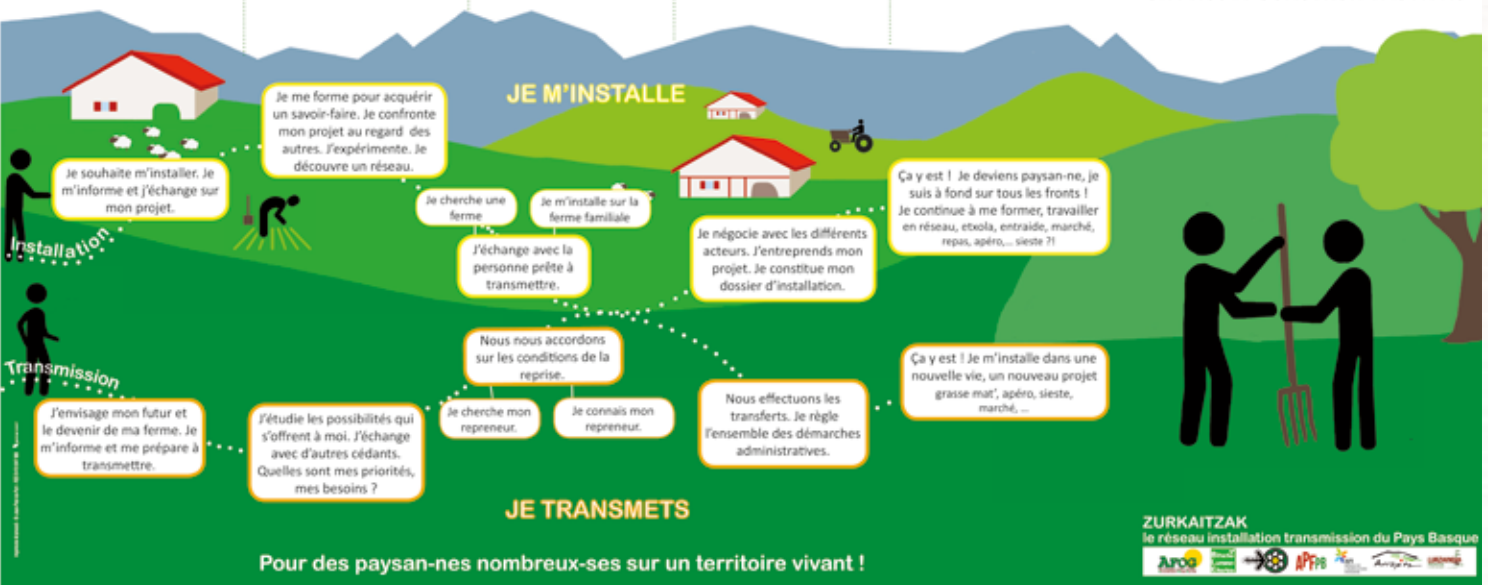 JE M'INSTALLE
Installation
Je souhaite m'installer. Je
m'informe et j'échange sur
mon projet.
Je me forme pour acquérir
un savoir-faire. Je confronte
mon projet au regard des
autres. J'expérimente. Je
découvre un réseau.
Je cherche une
ferme
Je m'installe sur la
ferme familiale
J'échange avec la
personne prête à
transmettre.
Je négocie avec les différents
acteurs. J'entreprends mon
projet. Je constitue mon
dossier d'installation.
Ça y est ! Je deviens paysan-ne, je
suis à fond sur tous les fronts !
Je continue à me former, travailler
en réseau, etxola, entraide, marché,
repas, apéro,... sieste ?!
Transmission
J'envisage mon futur et
le devenir de ma ferme. Je
m'informe et me prépare à
transmettre.
J'étudie les possibilités qui
s'offrent à moi. J'échange
avec d'autres cédants.
Quelles sont mes priorités,
mes besoins ?
Nous nous accordons
sur les conditions de la
reprise.
Je cherche mon
repreneur.
Je connais mon
repreneur.
Nous effectuons les
transferts. Je règle
l'ensemble des démarches
administratives.
Ça y est ! Je m'installe dans une
nouvelle vie, un nouveau projet
grasse mat', apéro, sieste,
marché, ...
JE TRANSMETS
Pour des paysan-nes nombreux-ses sur un territoire vivant !
ZURKAITZAK
le réseau installation transmission du Pays Basque
AFOG
APFPB